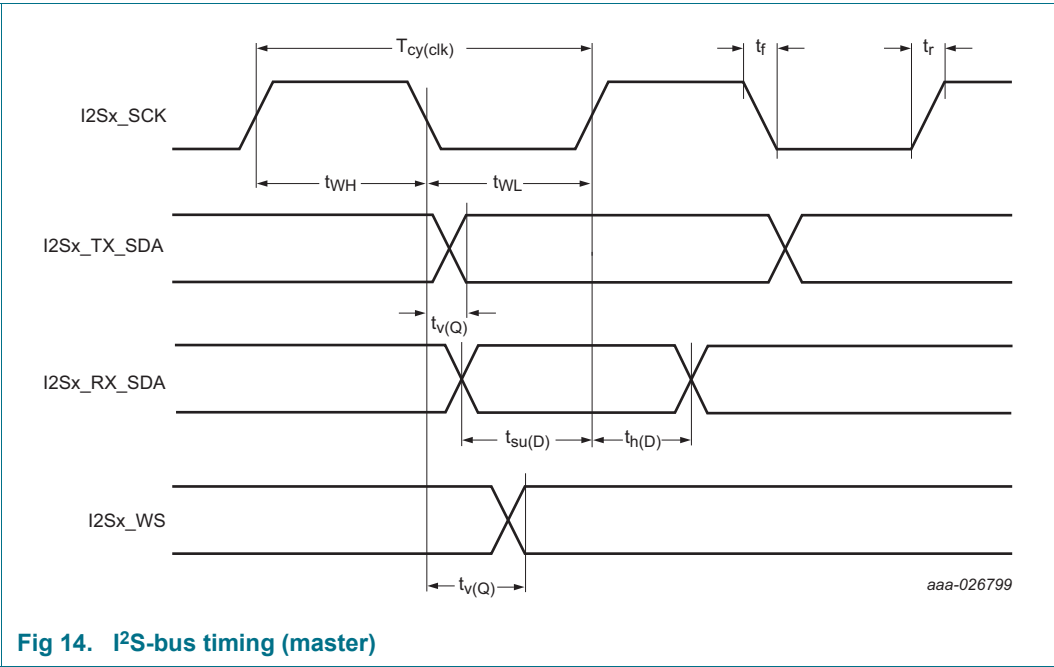 Tcy(clk)
tf
tr
I2Sx_SCK
tWH
tWL
I2Sx_TX_SDA
tv(Q)
I2Sx_RX_SDA
tsu(D)
th(D)
I2Sx_WS
tv(Q)
aaa-026799
Fig 14. I²S-bus timing (master)